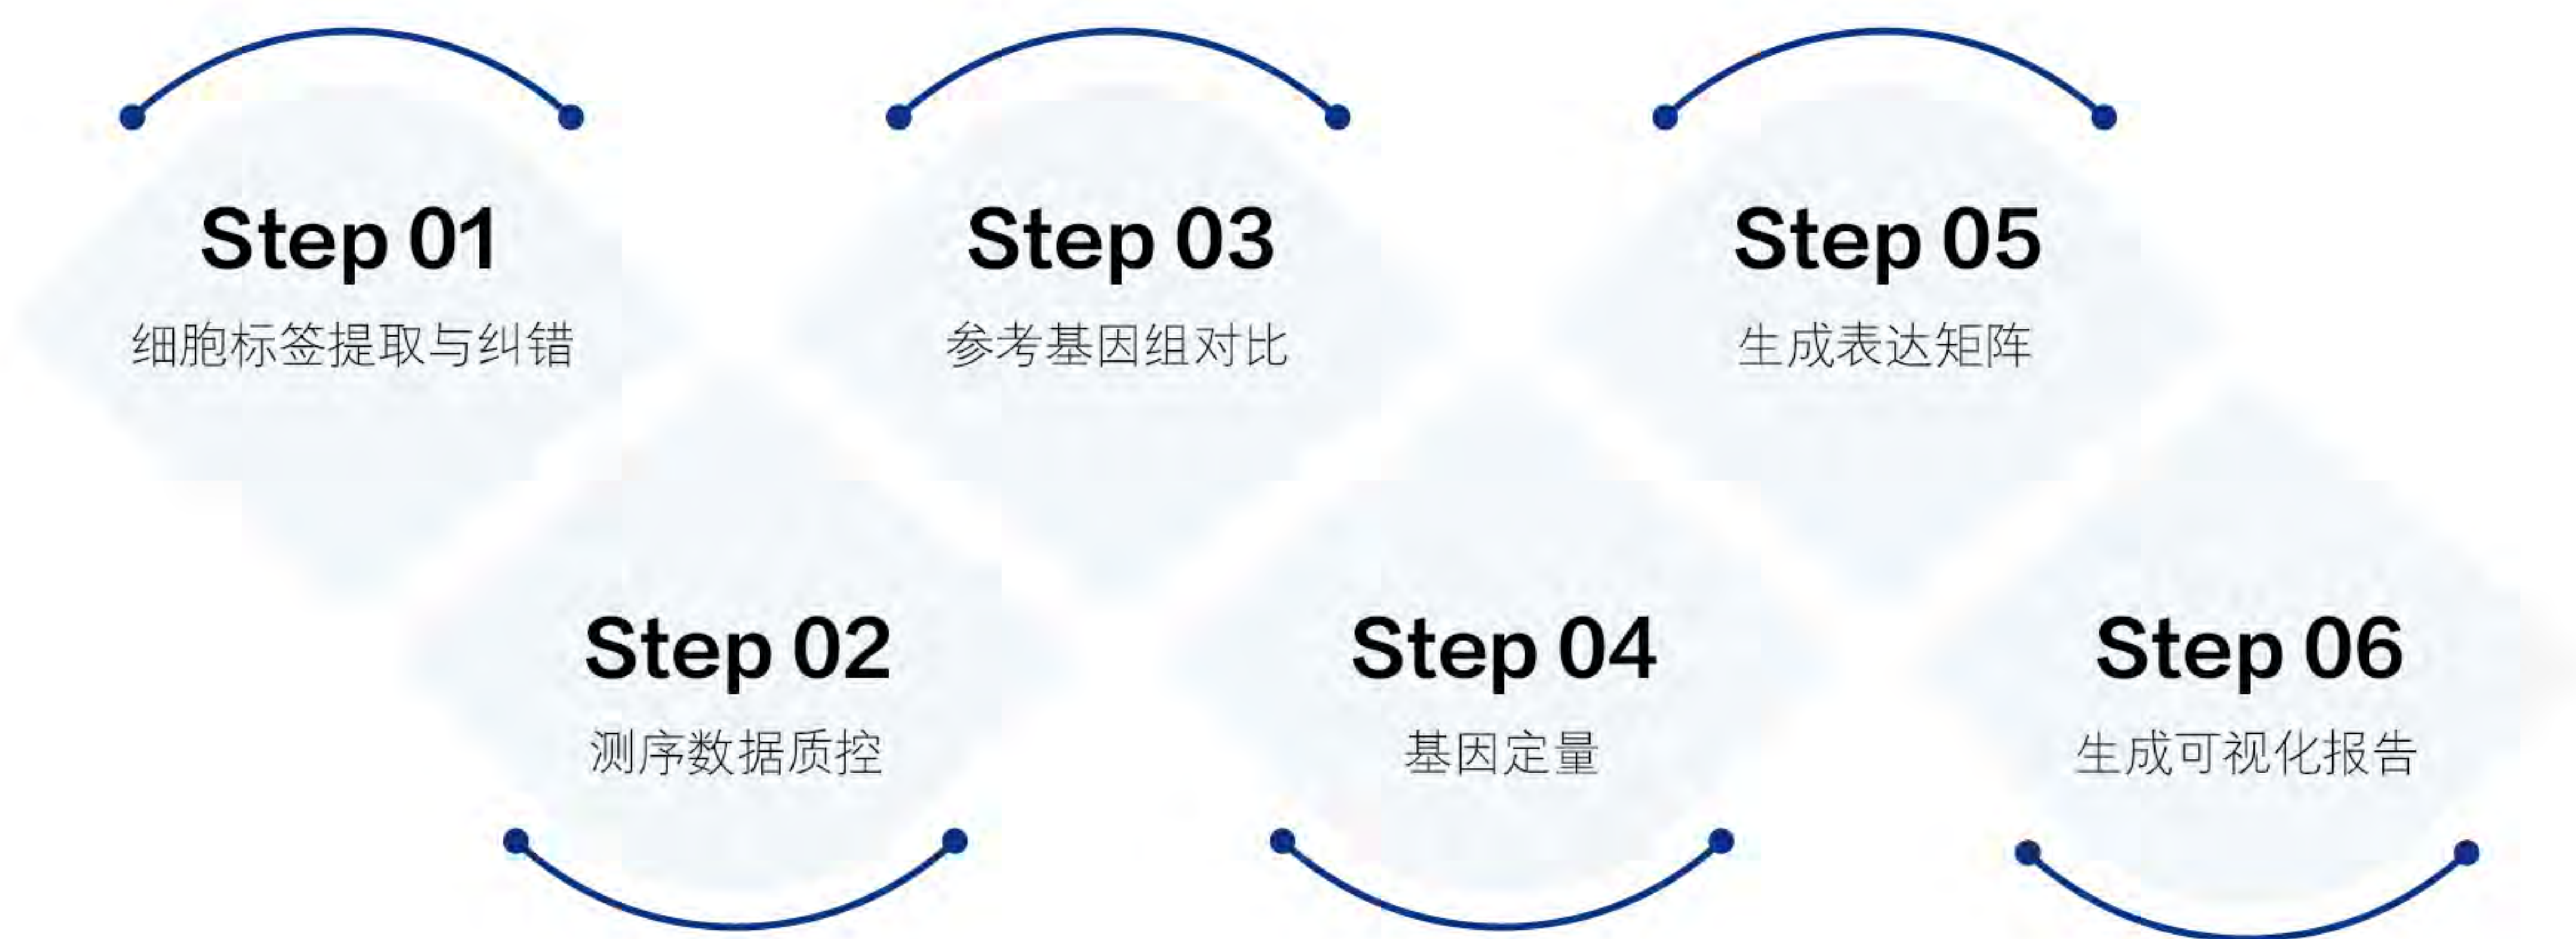 Step 01
细胞标签提取与纠错
Step 02
测序数据质控
Step 03
参考基因组对比
Step 04
基因定量
Step 05
生成表达矩阵
Step 06
生成可视化报告